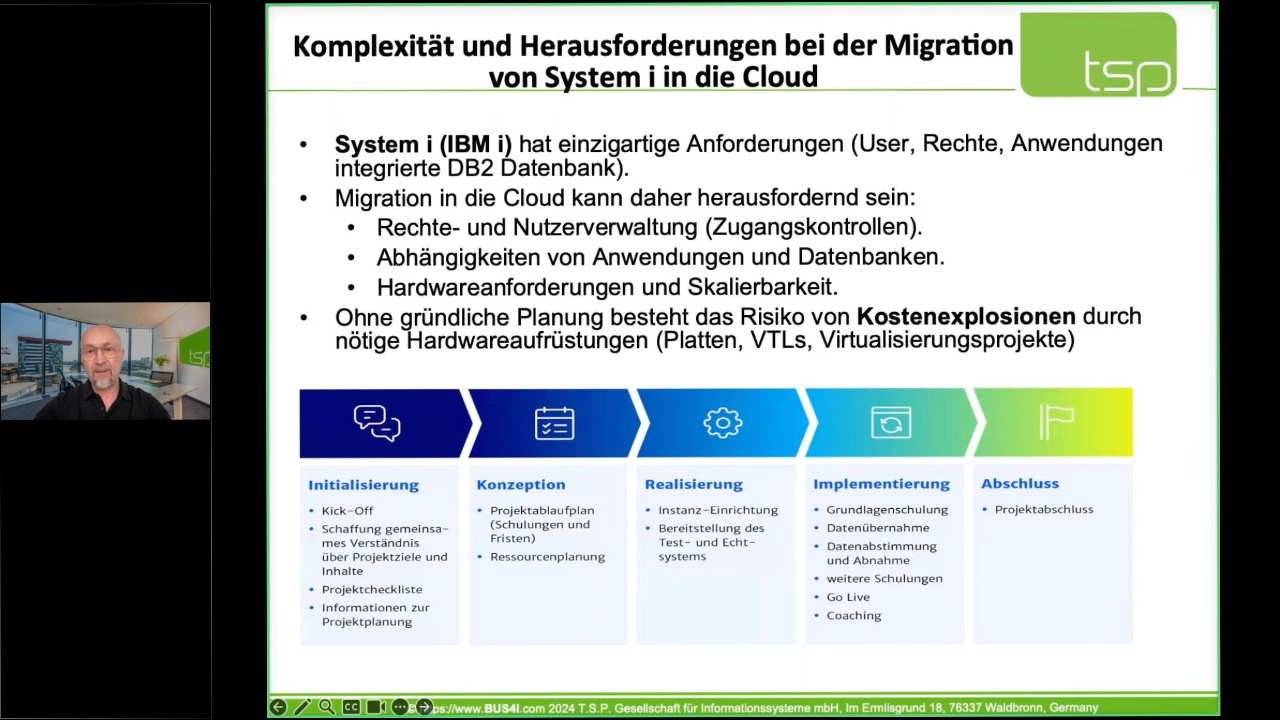 Komplexität und Herausforderungen bei der Migration
von System i in die Cloud
tsp
• System i (IBM i) hat einzigartige Anforderungen (User, Rechte, Anwendungen
integrierte DB2 Datenbank).
• Migration in die Cloud kann daher herausfordernd sein:
• Rechte- und Nutzerverwaltung (Zugangskontrollen).
• Abhängigkeiten von Anwendungen und Datenbanken.
• Hardwareanforderungen und Skalierbarkeit.
• Ohne gründliche Planung besteht das Risiko von Kostenexplosionen durch
nötige Hardwareaufrüstungen (Platten, VTLs, Virtualisierungsprojekte)
tsp
Initialisierung
• Kick-Off
• Schaffung gemeinsa-
mes Verständnis
über Projektziele und
Inhalte
• Projektcheckliste
• Informationen zur
Projektplanung
Konzeption
• Projektablaufplan
(Schulungen und
Fristen)
• Ressourcenplanung
Realisierung
• Instanz-Einrichtung
• Bereitstellung des
Test- und Echt-
systems
Implementierung
• Grundlagenschulung
• Datenübernahme
• Datenabstimmung
und Abnahme
• weitere Schulungen
• Go Live
• Coaching
Abschluss
• Projektabschluss
CC
://www.BUS4i.com 2024 T.S.P. Gesellschaft für Informationssysteme mbH, Im Ermlisgrund 18, 76337 Waldbronn, Germany